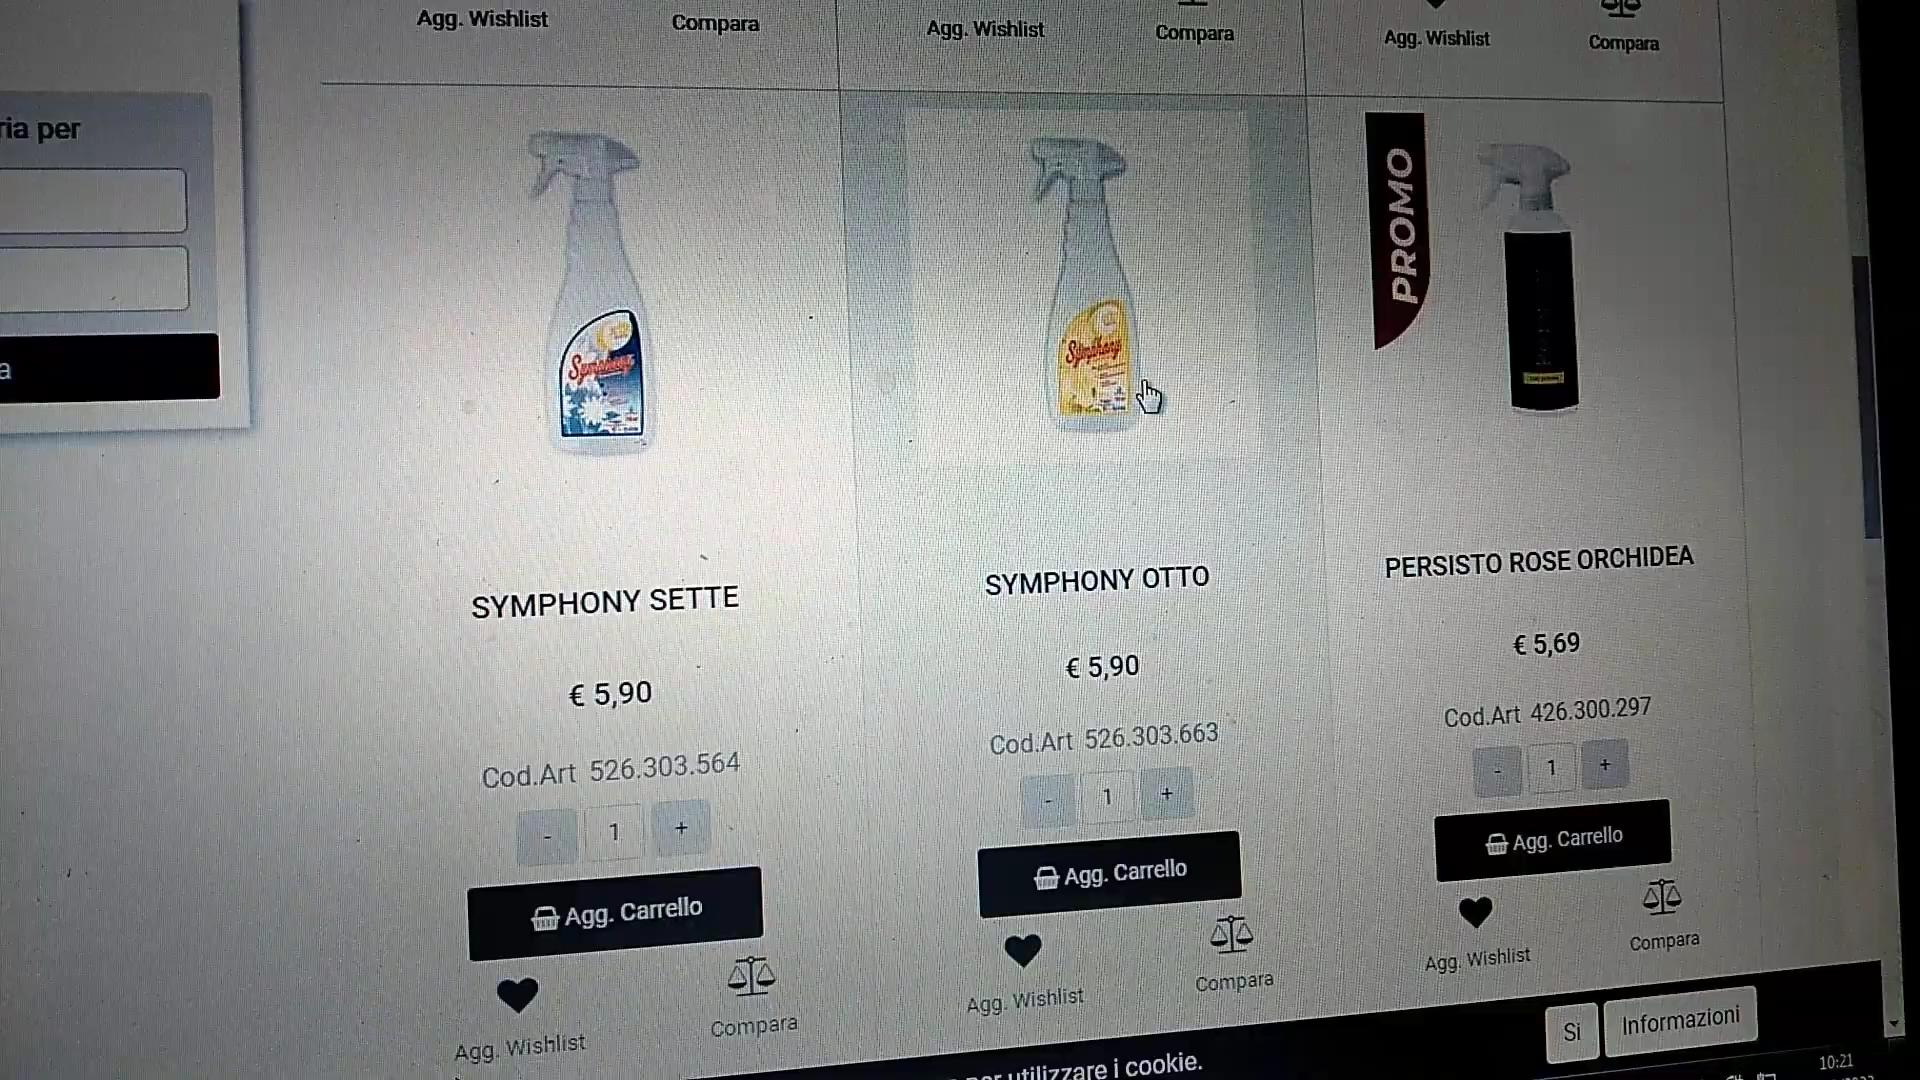 Agg. Wishlist
Compara
Agg. Wishlist
Compara
Agg. Wishlist
Compara
ria per
a
Symphony
Symphony
PROMO
SYMPHONY SETTE
€ 5,90
Cod.Art 526.303.564
- 1 +
Agg. Carrello
Agg. Wishlist
Compara
SYMPHONY OTTO
€ 5,90
Cod.Art 526.303.663
- 1 +
Agg. Carrello
Agg. Wishlist
Compara
PERSISTO ROSE ORCHIDEA
€ 5,69
Cod.Art 426.300.297
- 1 +
Agg. Carrello
Agg. Wishlist
Compara
utilizzare i cookie.
Si
Informazioni
10:21